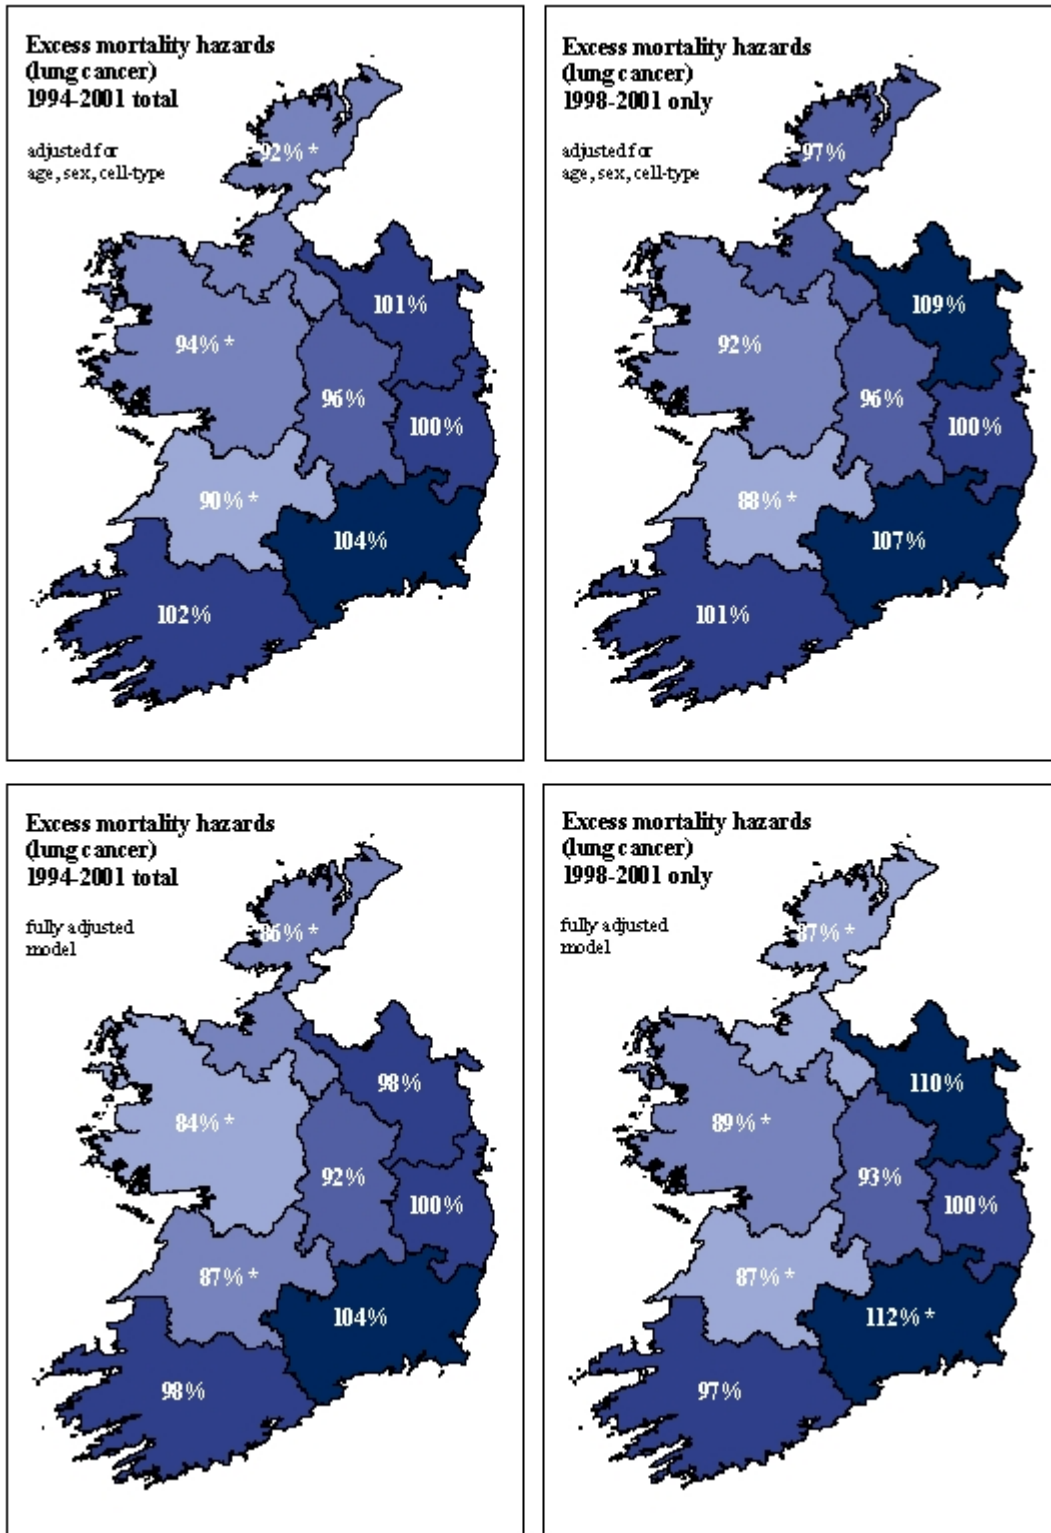 Excess mortality hazards
(lung cancer)
1994-2001 total
adjusted for
age, sex, cell-type
92% *
101%
94% *
96%
100%
90% *
104%
102%
Excess mortality hazards
(lung cancer)
1998-2001 only
adjusted for
age, sex, cell-type
97%
109%
92%
96%
100%
88% *
107%
101%
Excess mortality hazards
(lung cancer)
1994-2001 total
fully adjusted
model
86% *
98%
84% *
92%
100%
87% *
104%
98%
Excess mortality hazards
(lung cancer)
1998-2001 only
fully adjusted
model
87% *
110%
89% *
93%
100%
87% *
112% *
97%